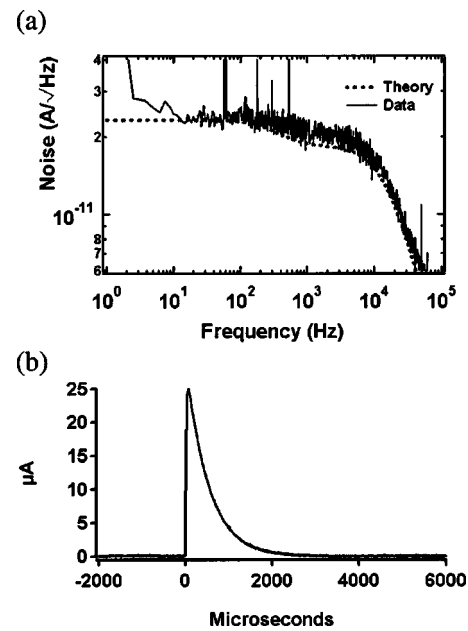 (a)
4
3
2
10-11
8
7
6
Noise (A/√Hz)
Theory
Data
10⁰ 10¹ 10² 10³ 10⁴ 10⁵
Frequency (Hz)
(b)
25
20
15
10
5
0
µA
-2000 0 2000 4000 6000
Microseconds